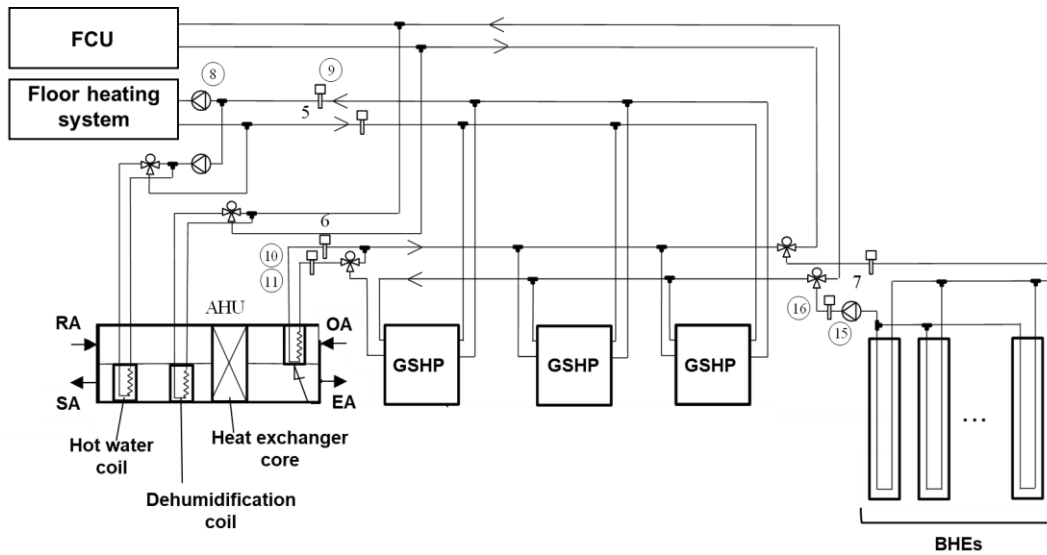 FCU
Floor heating
system
8
9
5
6
10
11
7
16
15
AHU
RA
OA
SA
EA
GSHP
GSHP
GSHP
Hot water
coil
Heat exchanger
core
Dehumidification
coil
...
BHEs